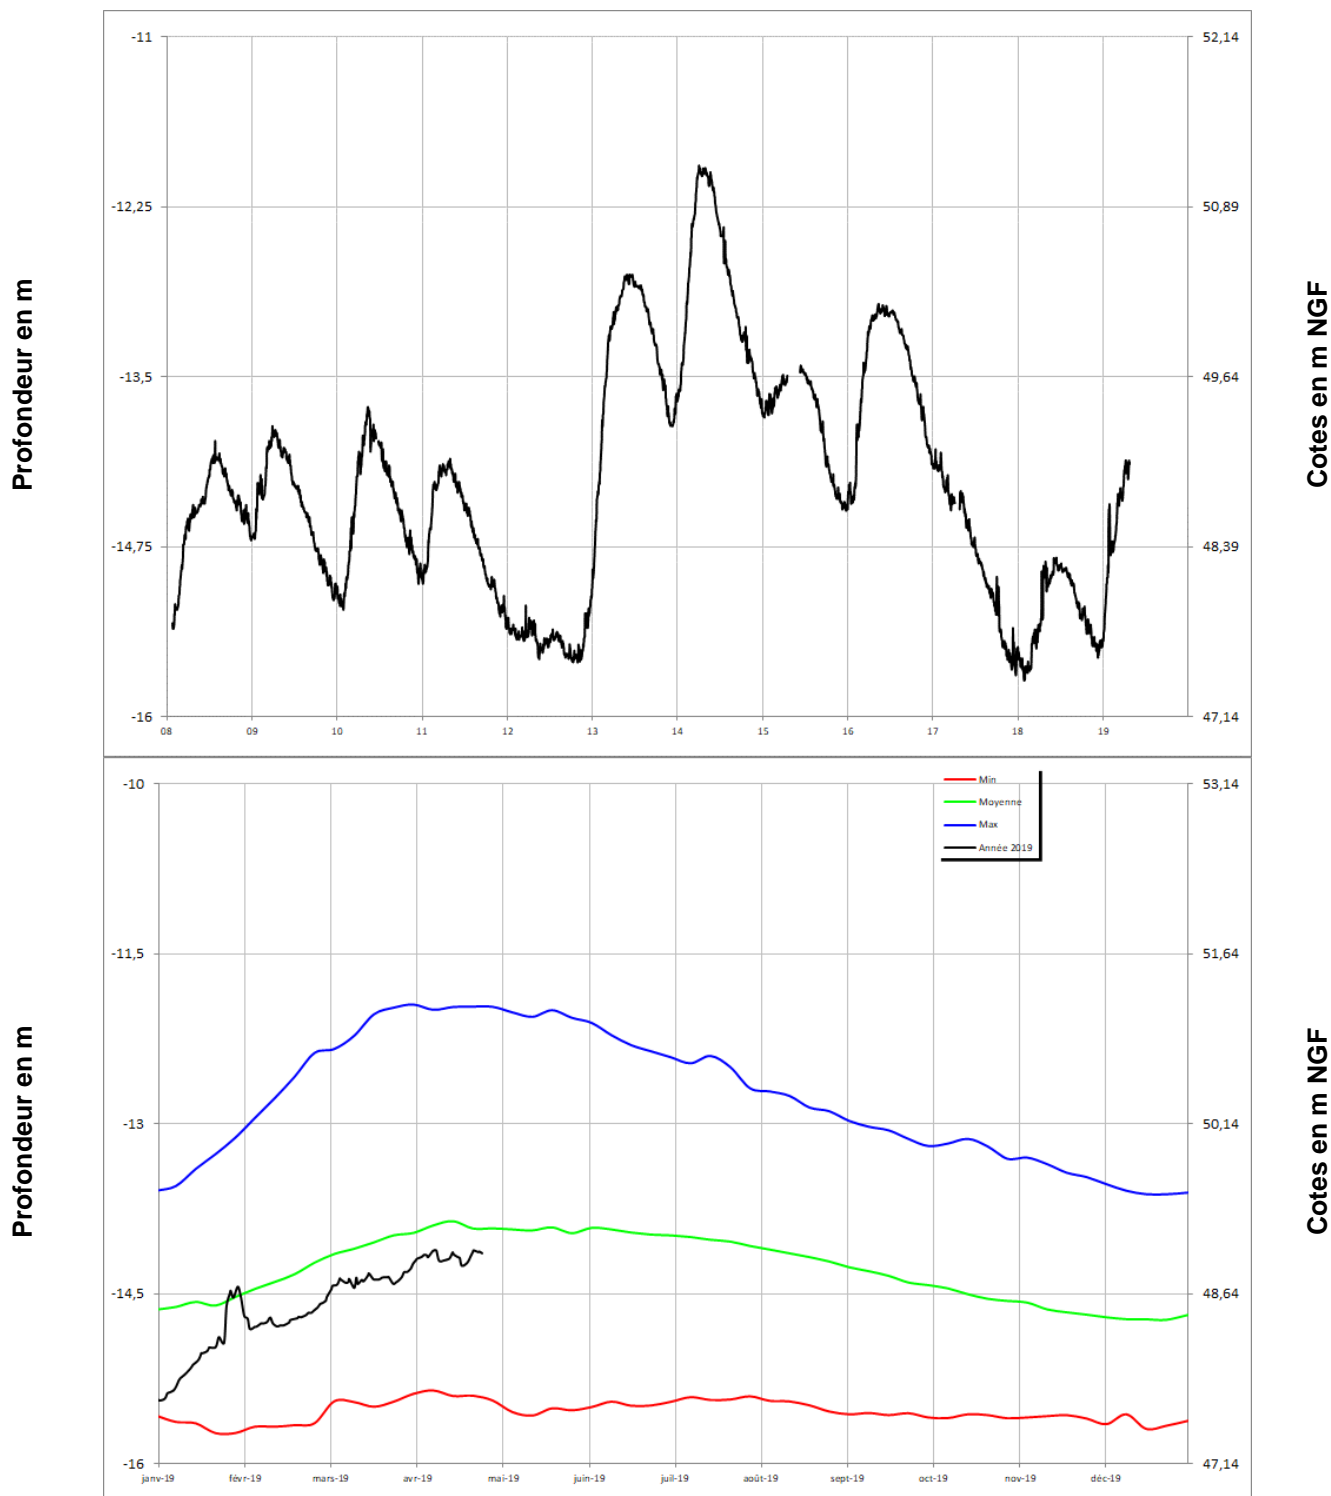 -11
52,14
-12,25
50,89
Profondeur en m
Cotes en m NGF
-13,5
49,64
-14,75
48,39
-16
47,14
08 09 10 11 12 13 14 15 16 17 18 19
-10
53,14
Min
Moyenne
Max
Année 2019
-11,5
51,64
Profondeur en m
Cotes en m NGF
-13
50,14
-14,5
48,64
-16
47,14
janv-19 févr-19 mars-19 avr-19 mai-19 juin-19 juil-19 août-19 sept-19 oct-19 nov-19 déc-19